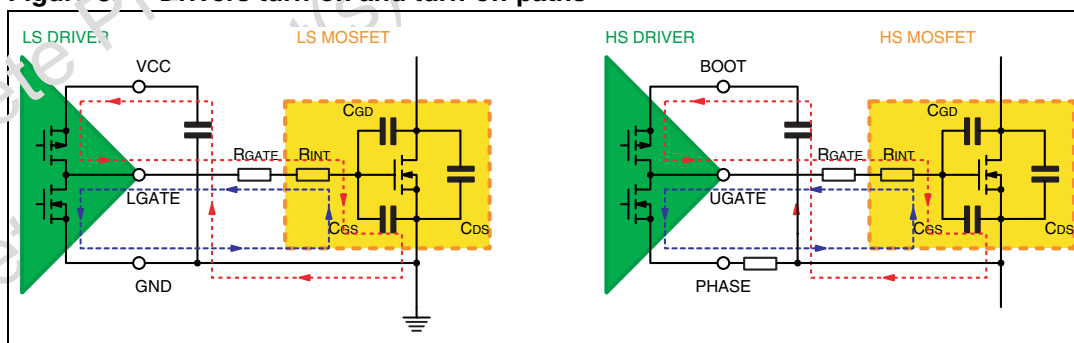 Drivers turn-on and turn-off paths
LS DRIVER
LS MOSFET
HS DRIVER
HS MOSFET
VCC
BOOT
CGD
CGD
RGATE
RINT
RGATE
RINT
LGATE
UGATE
CGS
CDS
CGS
CDS
GND
PHASE